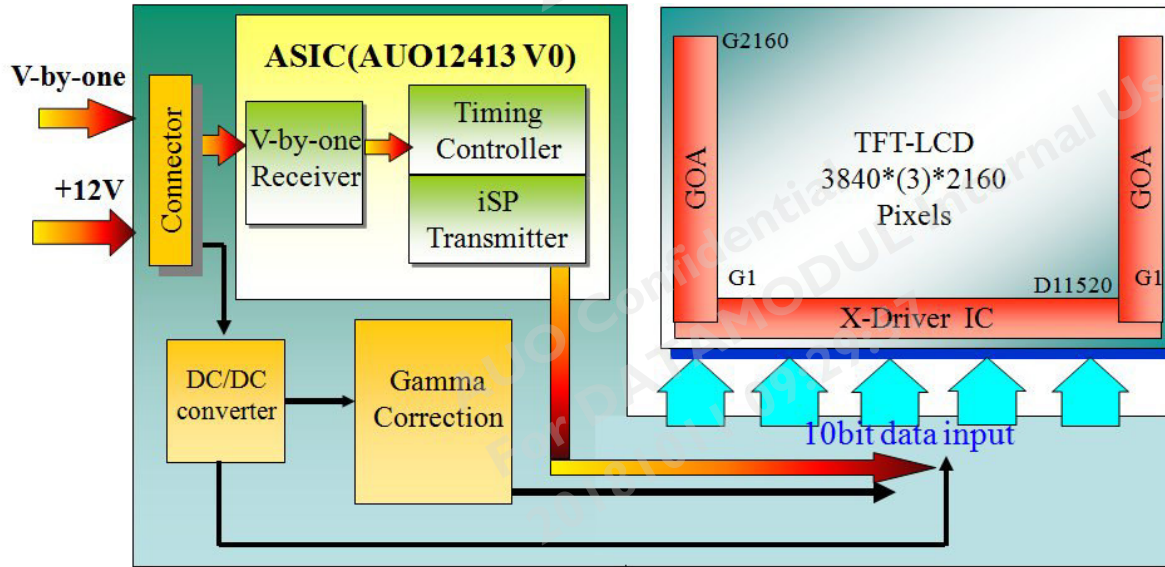 V-by-one
+12V
Connector
ASIC(AUO12413 V0)
V-by-one
Receiver
Timing
Controller
iSP
Transmitter
DC/DC
converter
Gamma
Correction
G2160
GOA
TFT-LCD
3840*(3)*2160
Pixels
GOA
G1
D11520
G1
X-Driver IC
10bit data input
AUO Confidential
For DATAMODUL Internal Us